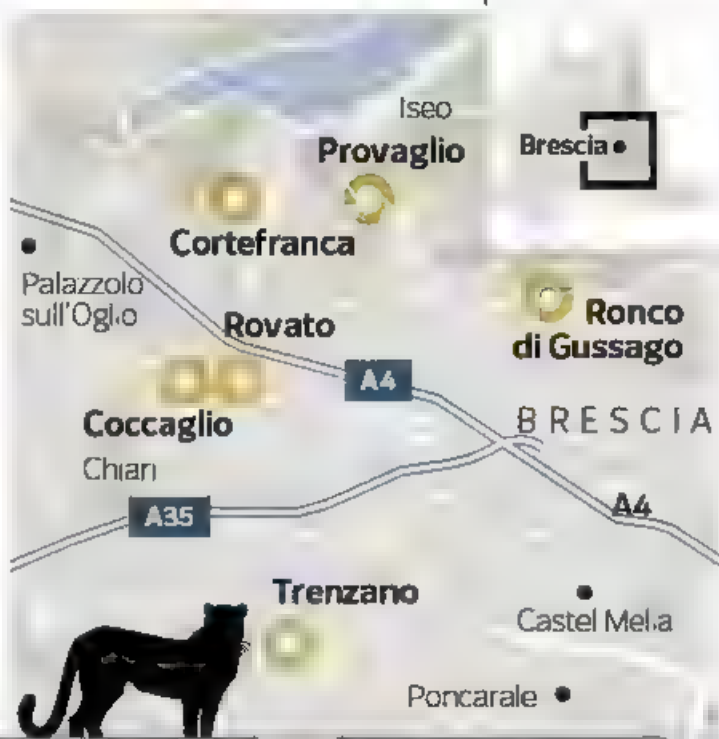 Iseo
Provaglio
Brescia
Cortefranca
Palazzolo
sull'Oglio
Ronco
di Gussago
Rovato
A4
Coccaglio
BRESCIA
Chiari
A35
A4
Trenzano
Castel Mella
Poncarale